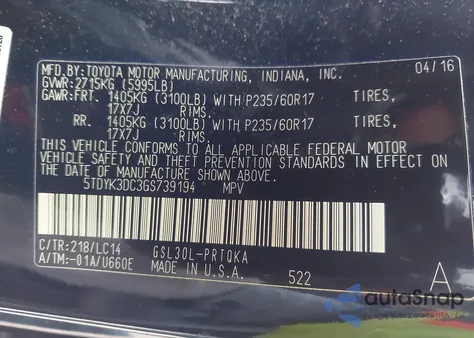 MFD.BY:TOYOTA MOTOR MANUFACTURING, INDIANA, INC. 04/16
GVWR:2715KG (5995LB)
GAWR:FRT. 1405KG (3100LB) WITH P235/60R17 TIRES,
17X7J RIMS.
RR. 1405KG (3100LB) WITH P235/60R17 TIRES,
17X7J RIMS.
THIS VEHICLE CONFORMS TO ALL APPLICABLE FEDERAL MOTOR
VEHICLE SAFETY AND THEFT PREVENTION STANDARDS IN EFFECT ON
THE DATE OF MANUFACTURE SHOWN ABOVE.
5TDYK3DC3GS739194 MPV
C/TR:218/LC14 GSL30L-PRTQKA
A/TM:-01A/U660E MADE IN U.S.A. 522 A
autoSnap